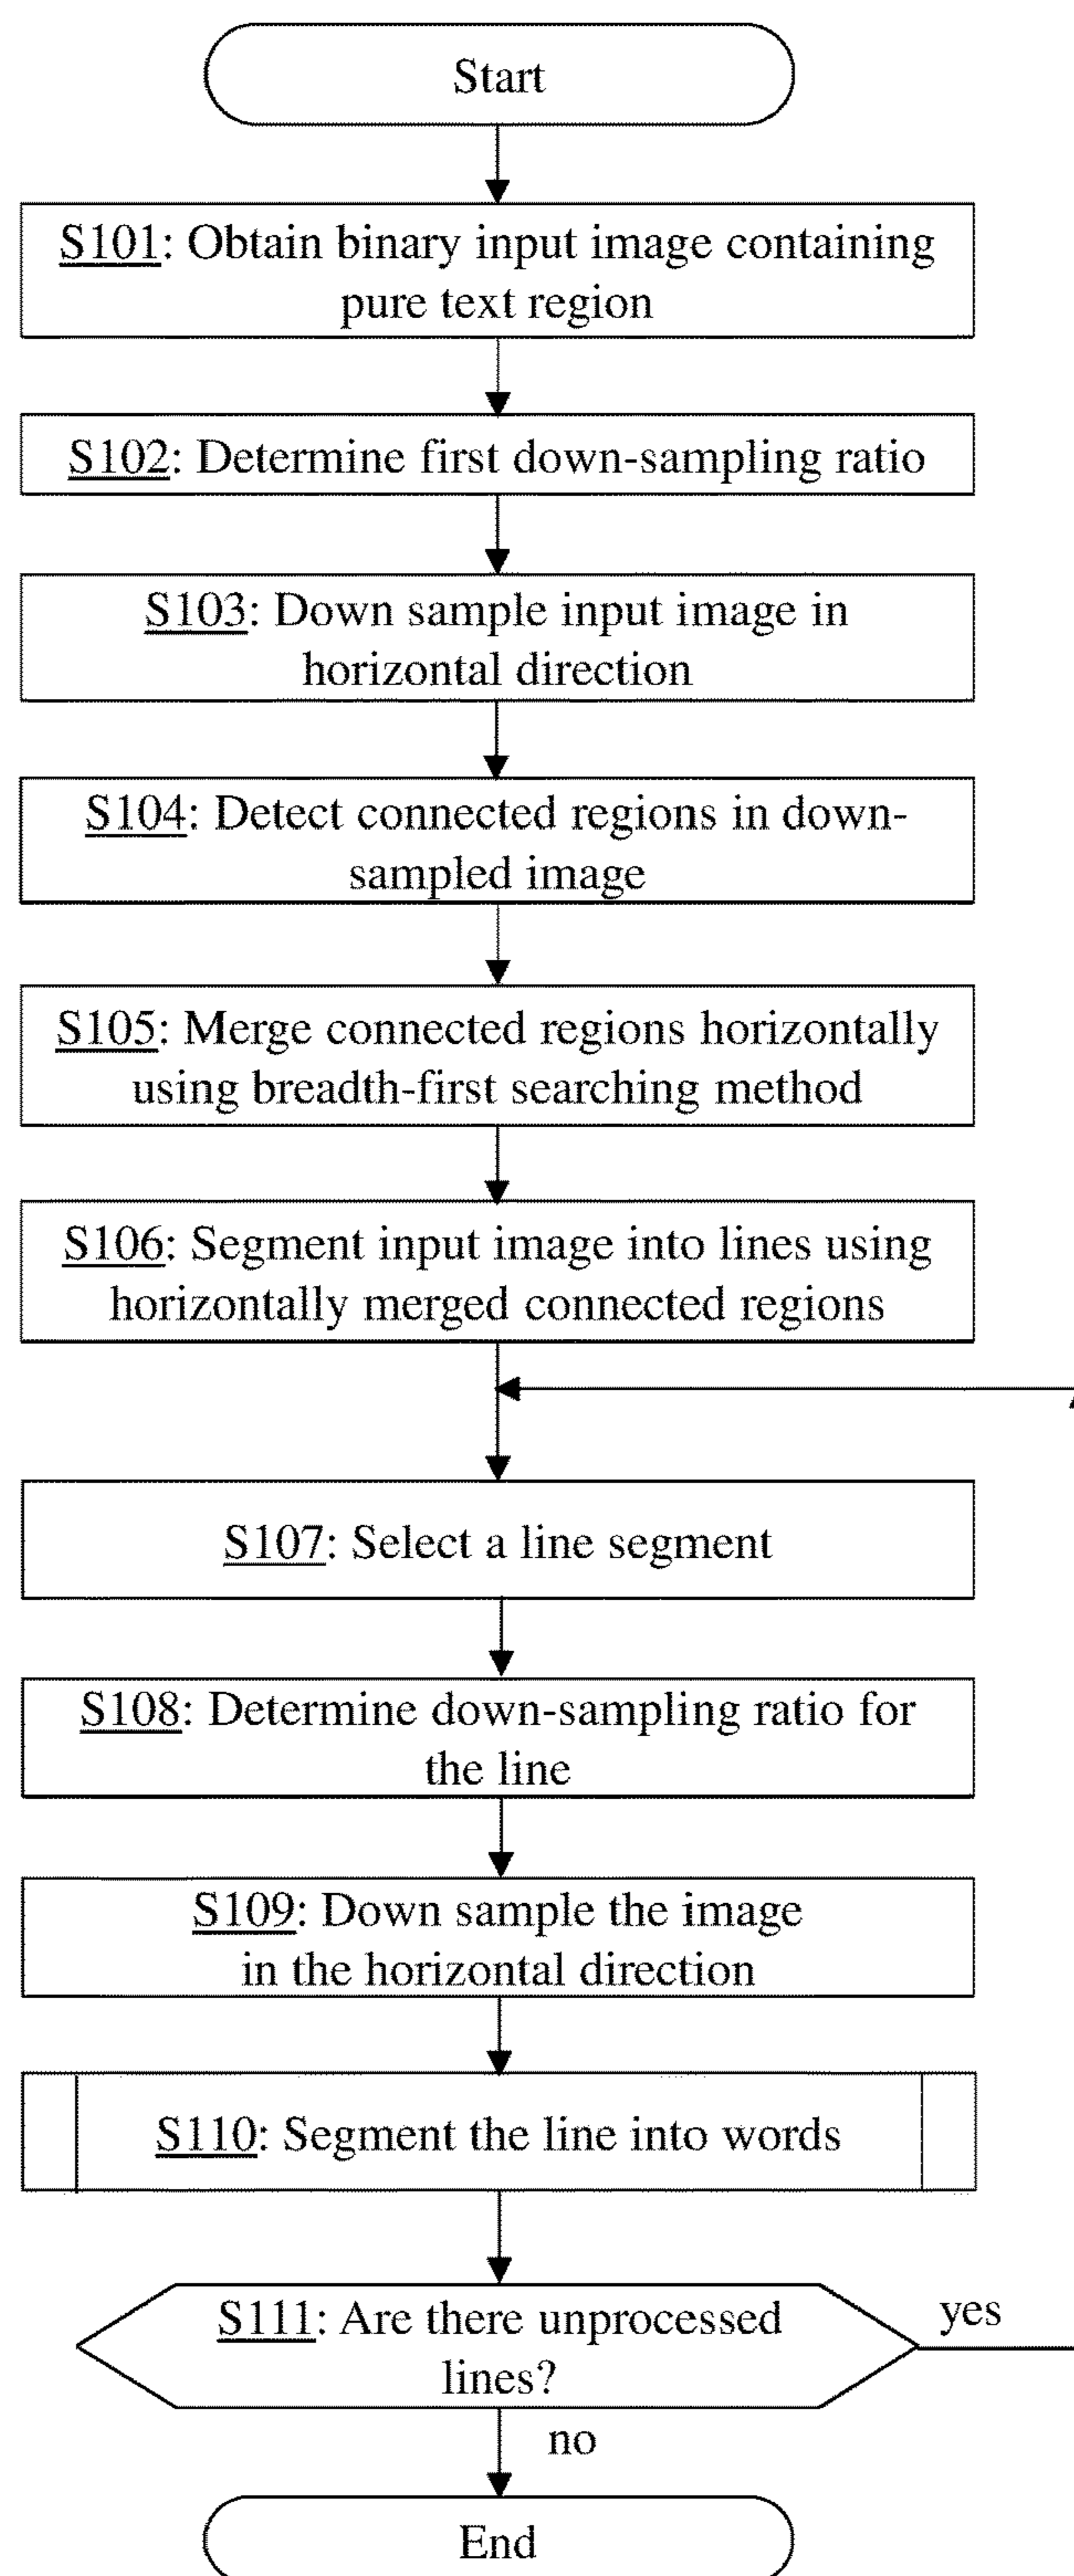 Start
S101: Obtain binary input image containing
pure text region
S102: Determine first down-sampling ratio
S103: Down sample input image in
horizontal direction
S104: Detect connected regions in down-
sampled image
S105: Merge connected regions horizontally
using breadth-first searching method
S106: Segment input image into lines using
horizontally merged connected regions
S107: Select a line segment
S108: Determine down-sampling ratio for
the line
S109: Down sample the image
in the horizontal direction
S110: Segment the line into words
S111: Are there unprocessed
lines?
yes
no
End